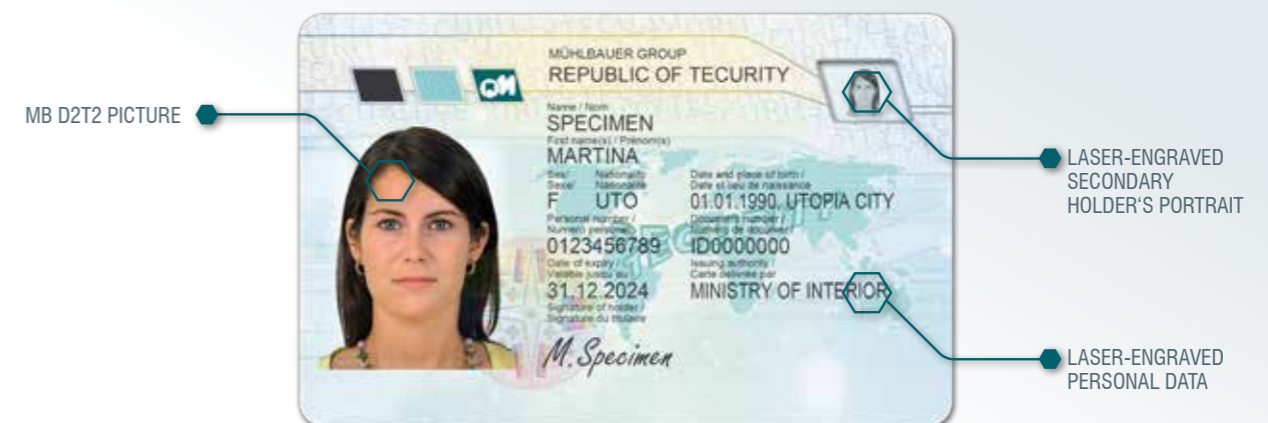 MÜHLBAUER GROUP
REPUBLIC OF TECURITY
MB D2T2 PICTURE
Name / Nom
SPECIMEN
First name(s) / Prénom(s)
MARTINA
Sex/ Nationality Date and place of birth /
Sexe/ Nationalité Date et lieu de naissance
F UTO 01.01.1990, UTOPIA CITY
Personal number / Document number /
Numéro personel Numéro de document
0123456789 ID0000000
Date of expiry / Issuing authority /
Valable jusqu'au Carte délivrée par
31.12.2024 MINISTRY OF INTERIOR
Signature of holder /
Signature du titulaire
M. Specimen
LASER-ENGRAVED
SECONDARY
HOLDER'S PORTRAIT
LASER-ENGRAVED
PERSONAL DATA